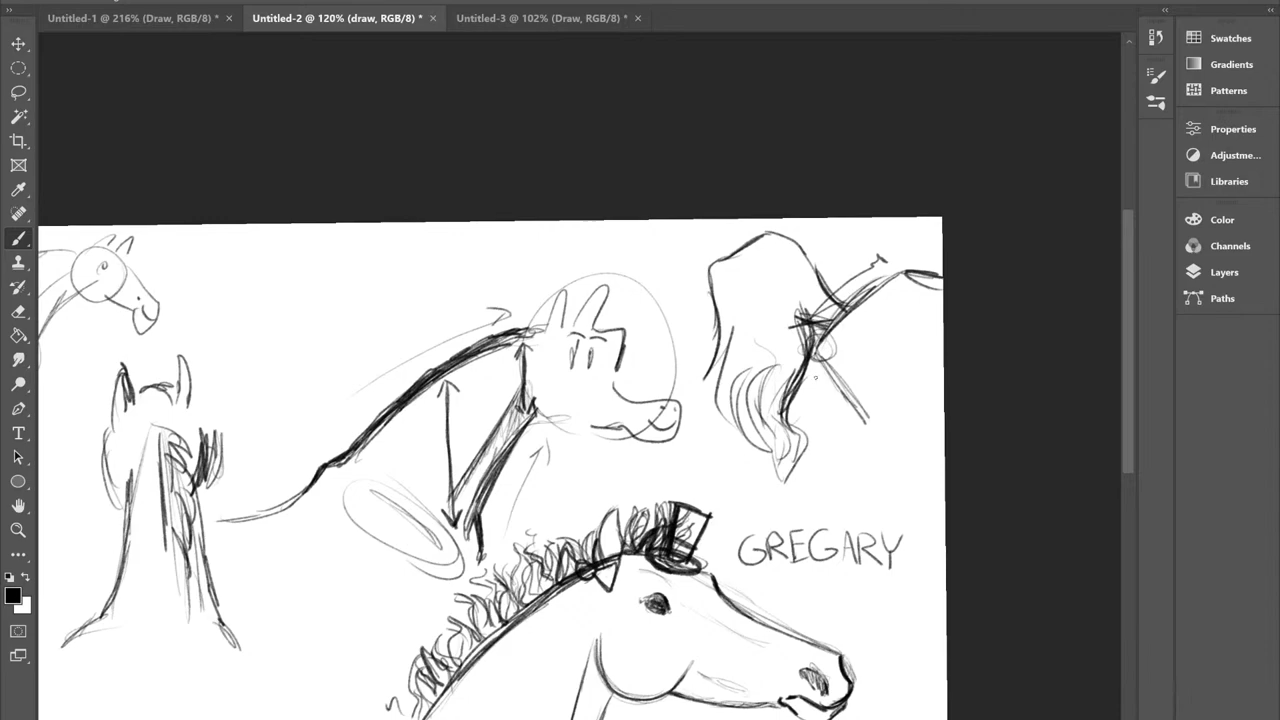 Untitled-1 @ 216% (Draw, RGB/8) *
Untitled-2 @ 120% (draw, RGB/8) *
Untitled-3 @ 102% (Draw, RGB/8) *
Swatches
Gradients
Patterns
Properties
Adjustme...
Libraries
Color
Channels
Layers
Paths
GREGARY